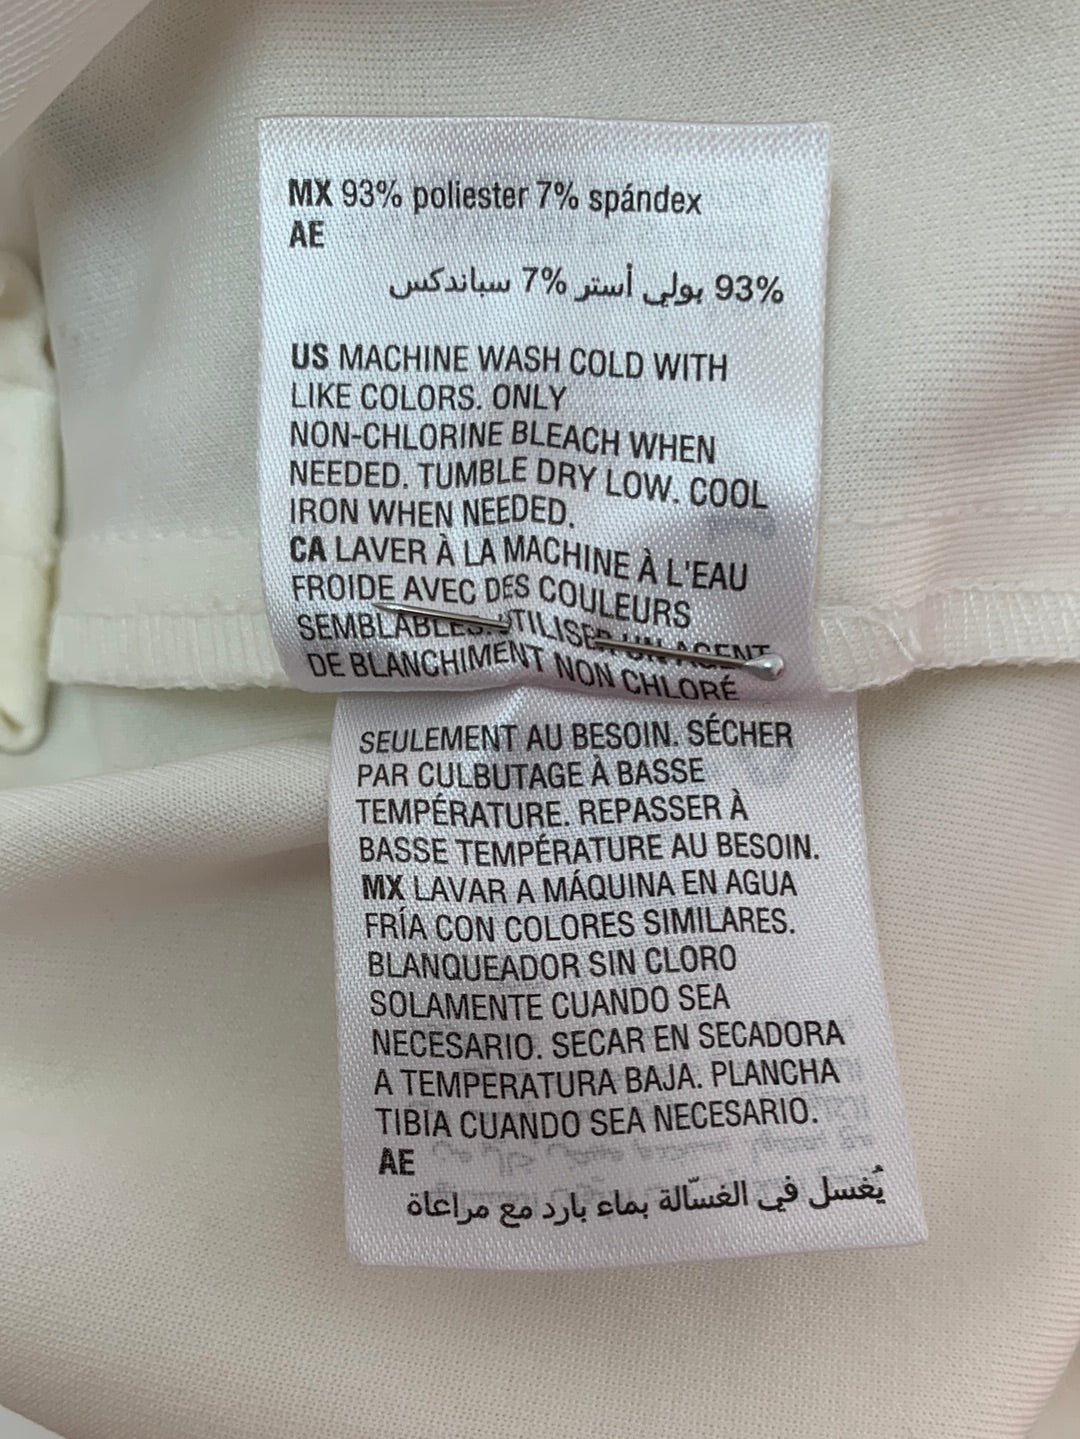 MX 93% poliester 7% spándex
AE
93% بولي أستر 7% سباندكس
US MACHINE WASH COLD WITH
LIKE COLORS. ONLY
NON-CHLORINE BLEACH WHEN
NEEDED. TUMBLE DRY LOW. COOL
IRON WHEN NEEDED.
CA LAVER À LA MACHINE À L'EAU
FROIDE AVEC DES COULEURS
SEMBLABLES. UTILISER UN AGENT
DE BLANCHIMENT NON CHLORÉ
SEULEMENT AU BESOIN. SÉCHER
PAR CULBUTAGE À BASSE
TEMPÉRATURE. REPASSER À
BASSE TEMPÉRATURE AU BESOIN.
MX LAVAR A MÁQUINA EN AGUA
FRÍA CON COLORES SIMILARES.
BLANQUEADOR SIN CLORO
SOLAMENTE CUANDO SEA
NECESARIO. SECAR EN SECADORA
A TEMPERATURA BAJA. PLANCHA
TIBIA CUANDO SEA NECESARIO.
AE
يُغسل في الغسّالة بماء بارد مع مراعاة